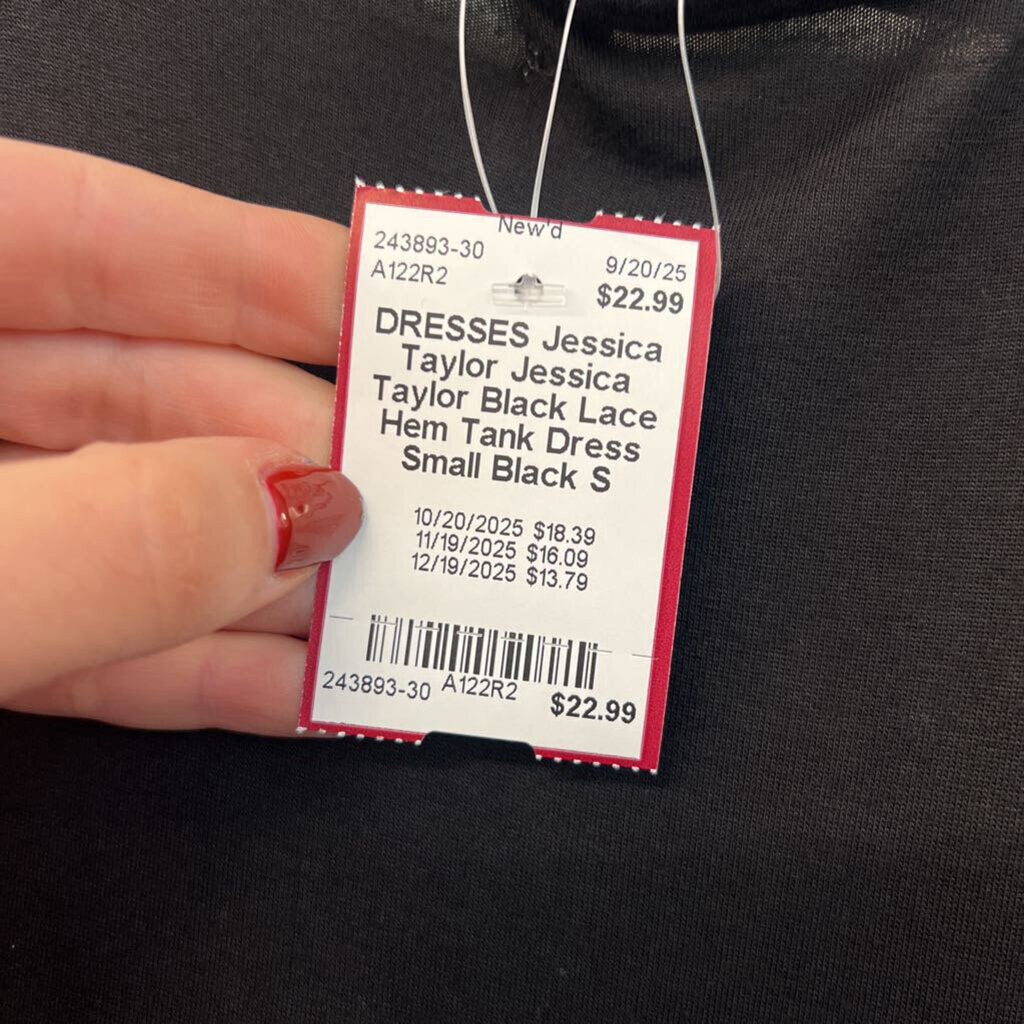 New'd
243893-30
9/20/25
A122R2
$22.99
DRESSES Jessica
Taylor Jessica
Taylor Black Lace
Hem Tank Dress
Small Black S
10/20/2025 $18.39
11/19/2025 $16.09
12/19/2025 $13.79
243893-30 A122R2 $22.99